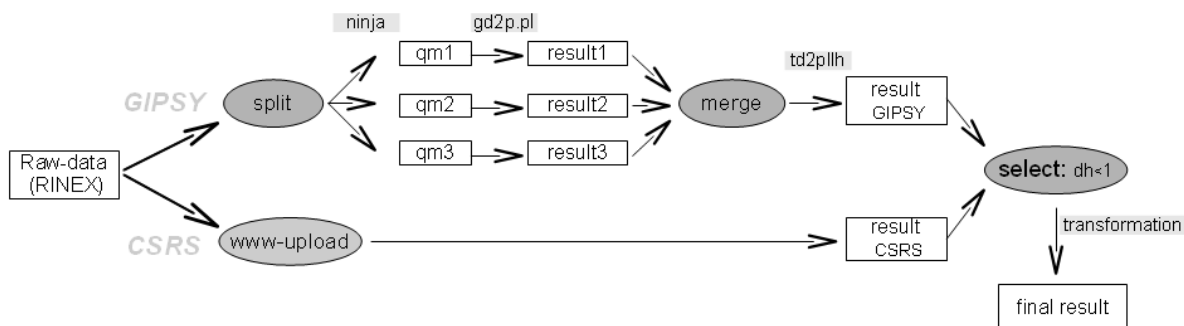 ninja
gd2p.pl
qm1
result1
td2pllh
GIPSY
split
qm2
result2
merge
result
GIPSY
qm3
result3
Raw-data
(RINEX)
select: dh<1
CSRS
www-upload
result
CSRS
transformation
final result